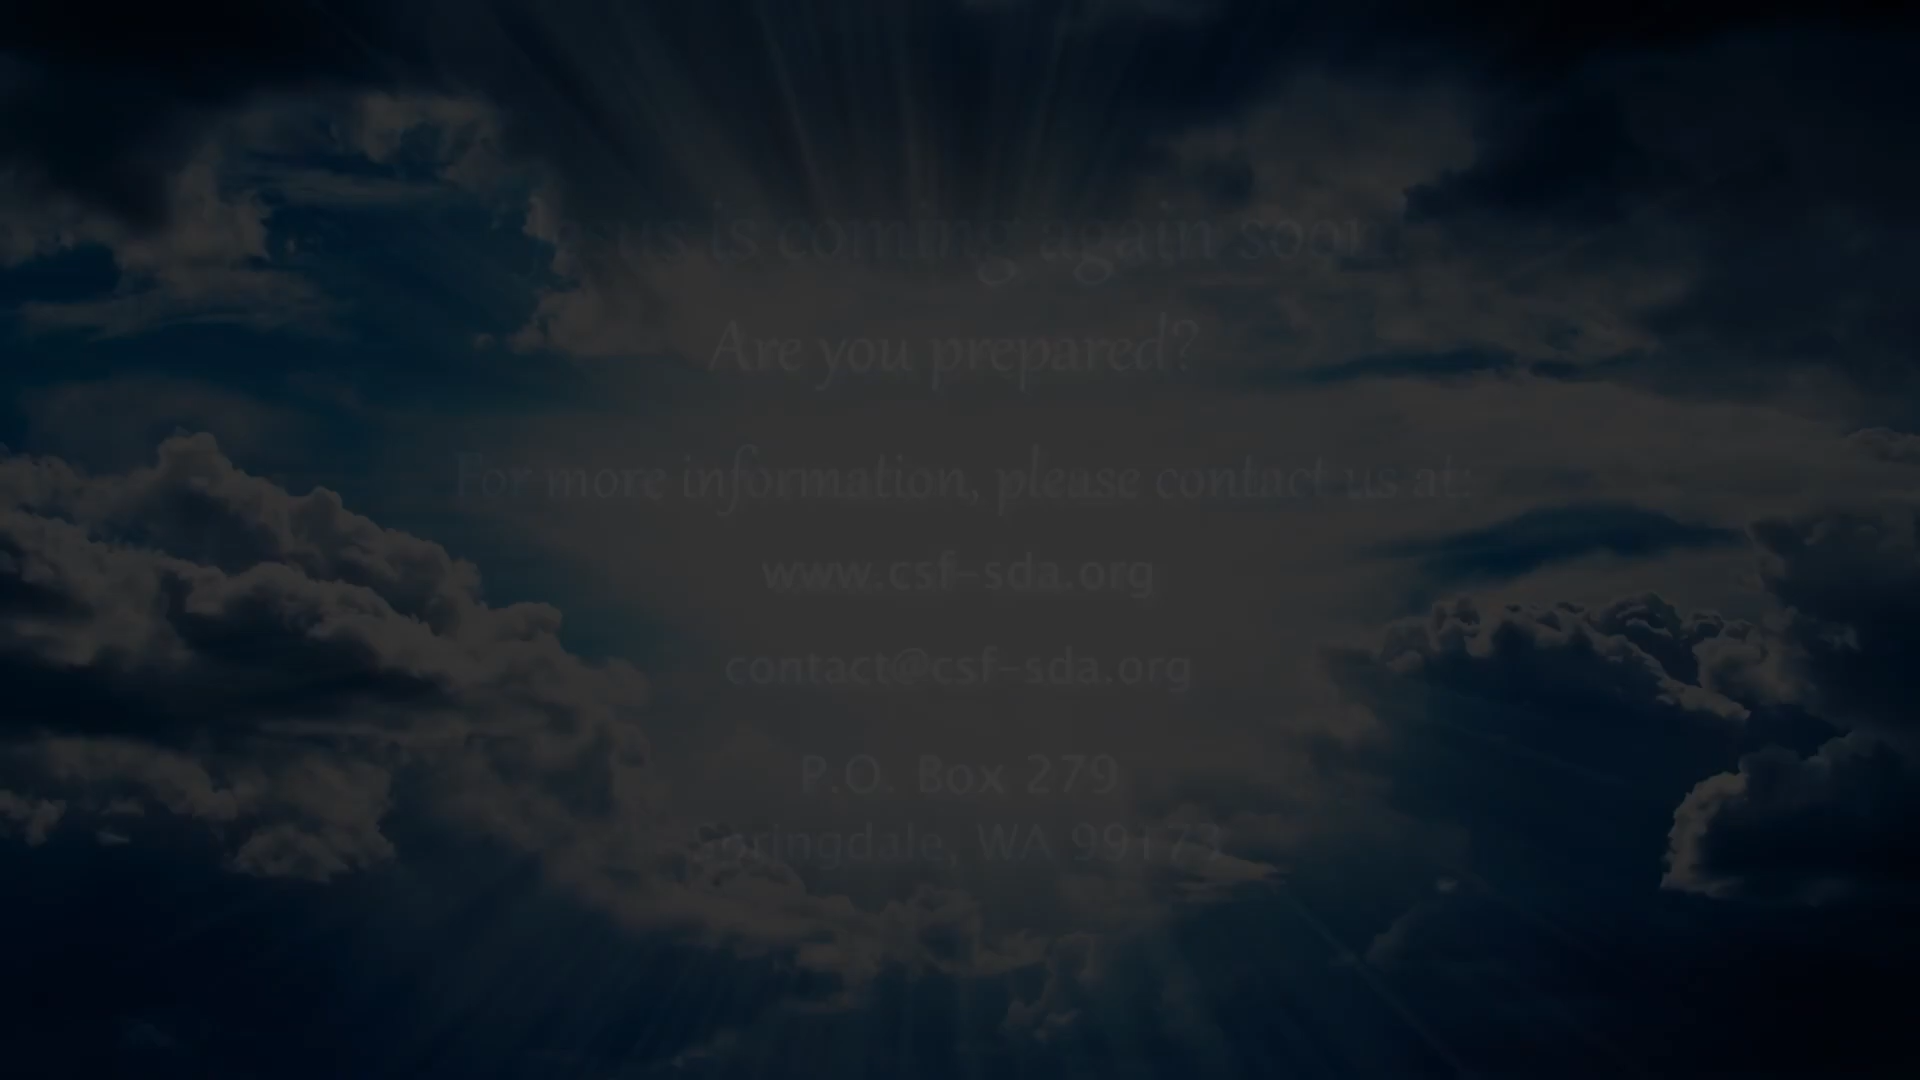 Jesus is coming again soon!
Are you prepared?
For more information, please contact us at:
www.csf-sda.org
contact@csf-sda.org
P.O. Box 279
Springdale, WA 99173